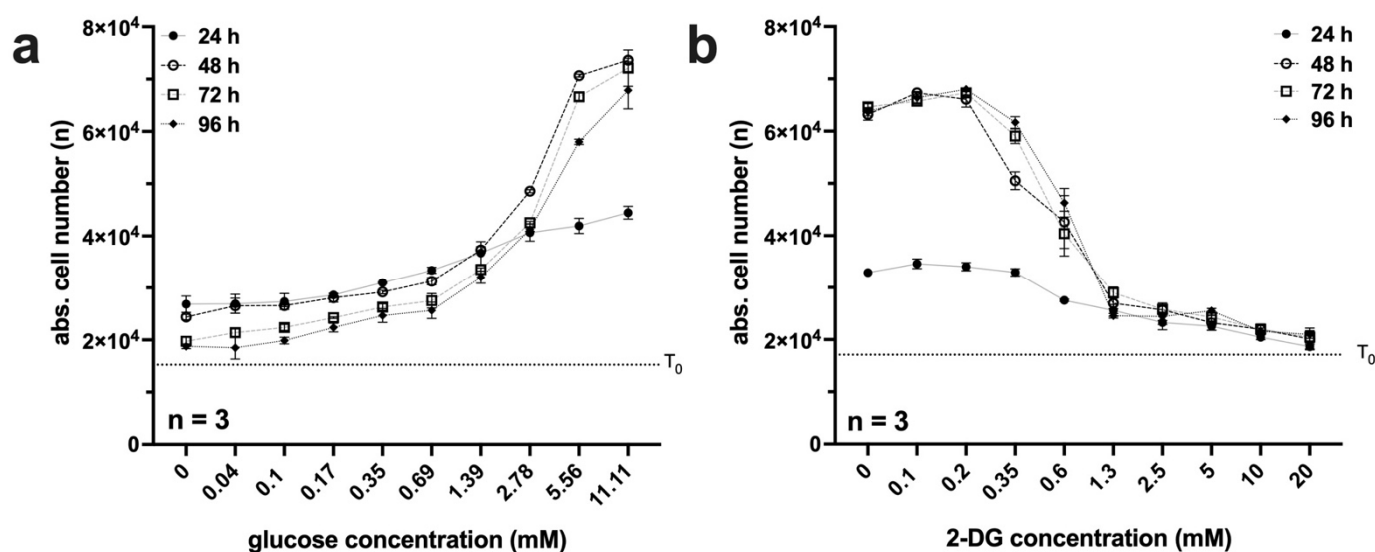 a
abs. cell number (n)
8×10⁴
6×10⁴
4×10⁴
2×10⁴
0
24 h
48 h
72 h
96 h
T₀
n = 3
0 0.04 0.1 0.17 0.35 0.69 1.39 2.78 5.56 11.11
glucose concentration (mM)
b
abs. cell number (n)
8×10⁴
6×10⁴
4×10⁴
2×10⁴
0
24 h
48 h
72 h
96 h
T₀
n = 3
0 0.1 0.2 0.35 0.6 1.3 2.5 5 10 20
2-DG concentration (mM)